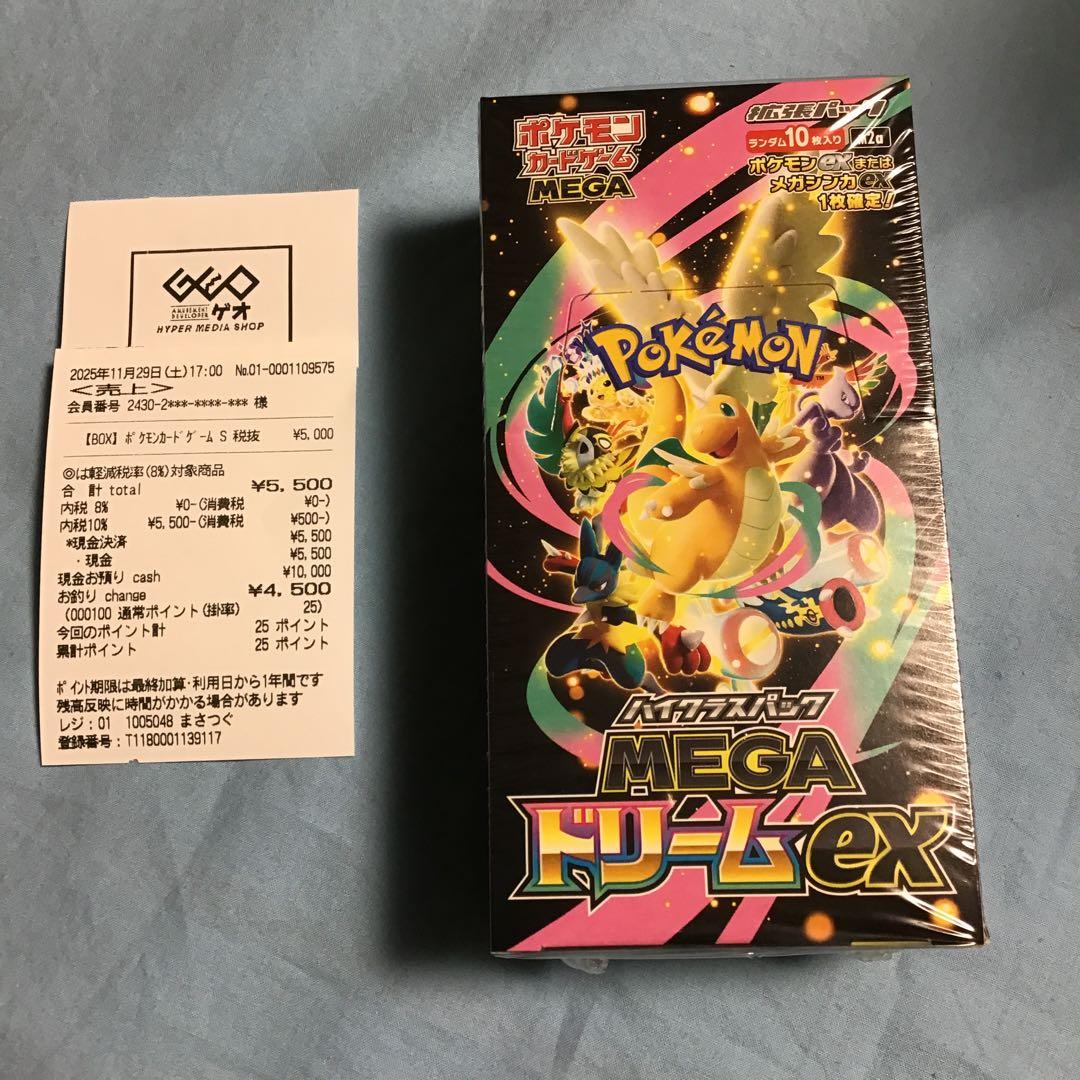 GEO
AMUSEMENT DEVELOPER ゲオ
HYPER MEDIA SHOP
2025年11月29日(土)17:00 No.01-0001109575
<売上>
会員番号 2430-2***-****-*** 様
【BOX】ポケモンカードゲーム S 税抜 ¥5,000
◎は軽減税率(8%)対象商品
合 計 total ¥5,500
内税 8% ¥0-(消費税 ¥0-)
内税10% ¥5,500-(消費税 ¥500-)
*現金決済 ¥5,500
・現金 ¥5,500
現金お預り cash ¥10,000
お釣り change ¥4,500
(000100 通常ポイント(掛率) 25)
今回のポイント計 25 ポイント
累計ポイント 25 ポイント
ポイント期限は最終加算・利用日から1年間です
残高反映に時間がかかる場合があります
レジ:01 1005048 まさつぐ
登録番号:T1180001139117
ポケモン
カードゲーム
MEGA
拡張パック
ランダム10枚入り m2a
ポケモンexまたは
メガシンカex
1枚確定!
POKéMON
ハイクラスパック
MEGA
ドリームex